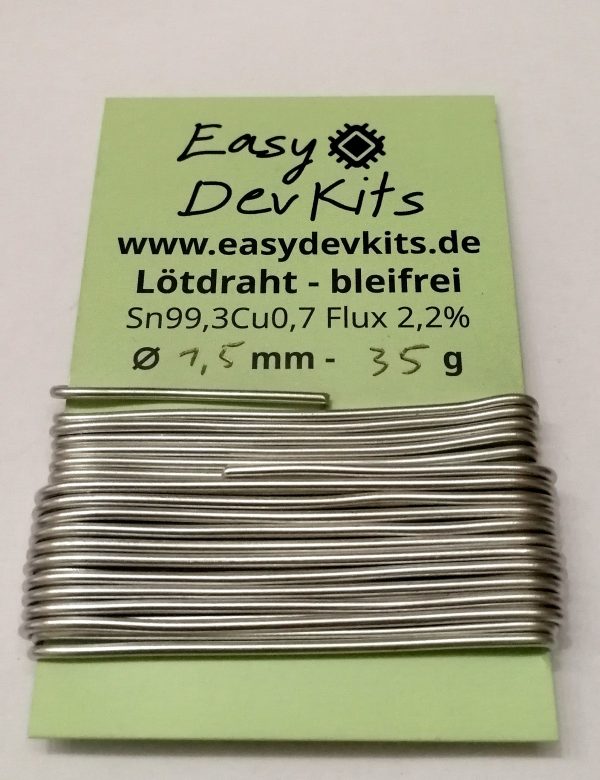 Easy
DevKits
www.easydevkits.de
Lötdraht - bleifrei
Sn99,3Cu0,7 Flux 2,2%
Ø 1,5 mm - 35 g